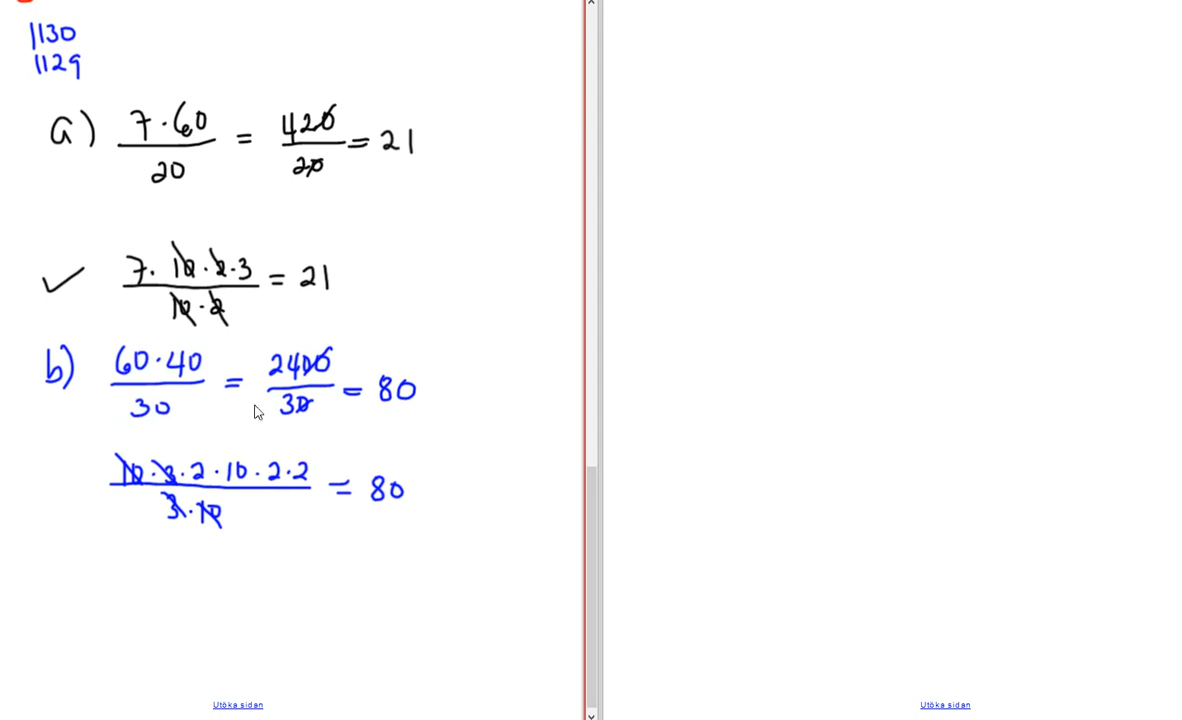 1130
1129
a) 7·60/20 = 420/20 = 21
7·10·2·3/10·2 = 21
b) 60·40/30 = 2400/30 = 80
10·3·2·10·2·2/3·10 = 80
Utöka sidan Utöka sidan